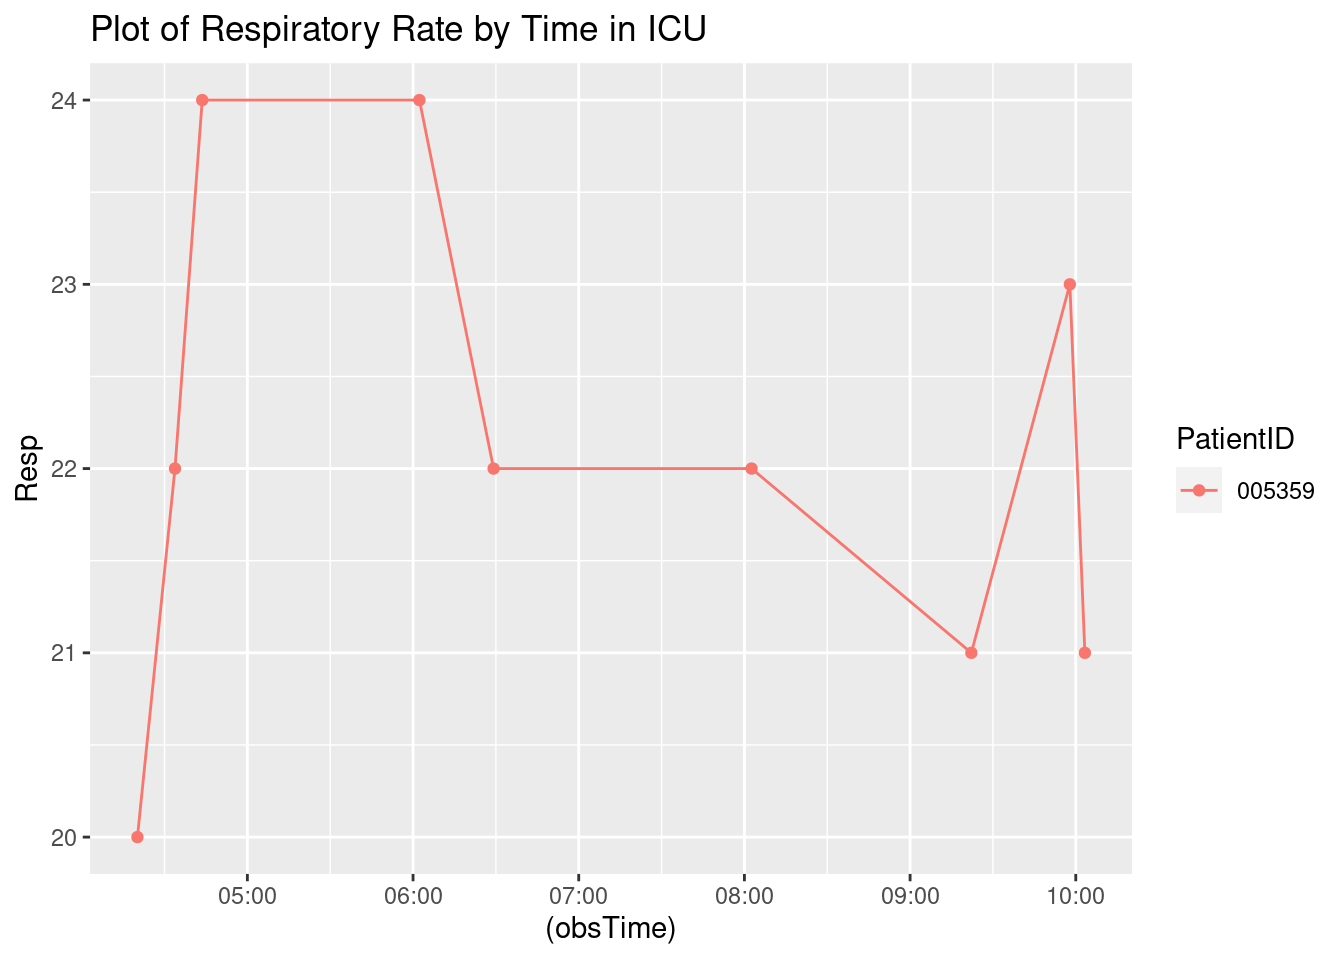 Plot of Respiratory Rate by Time in ICU
24
23
22
21
20
Resp
05:00 06:00 07:00 08:00 09:00 10:00
(obsTime)
PatientID
005359